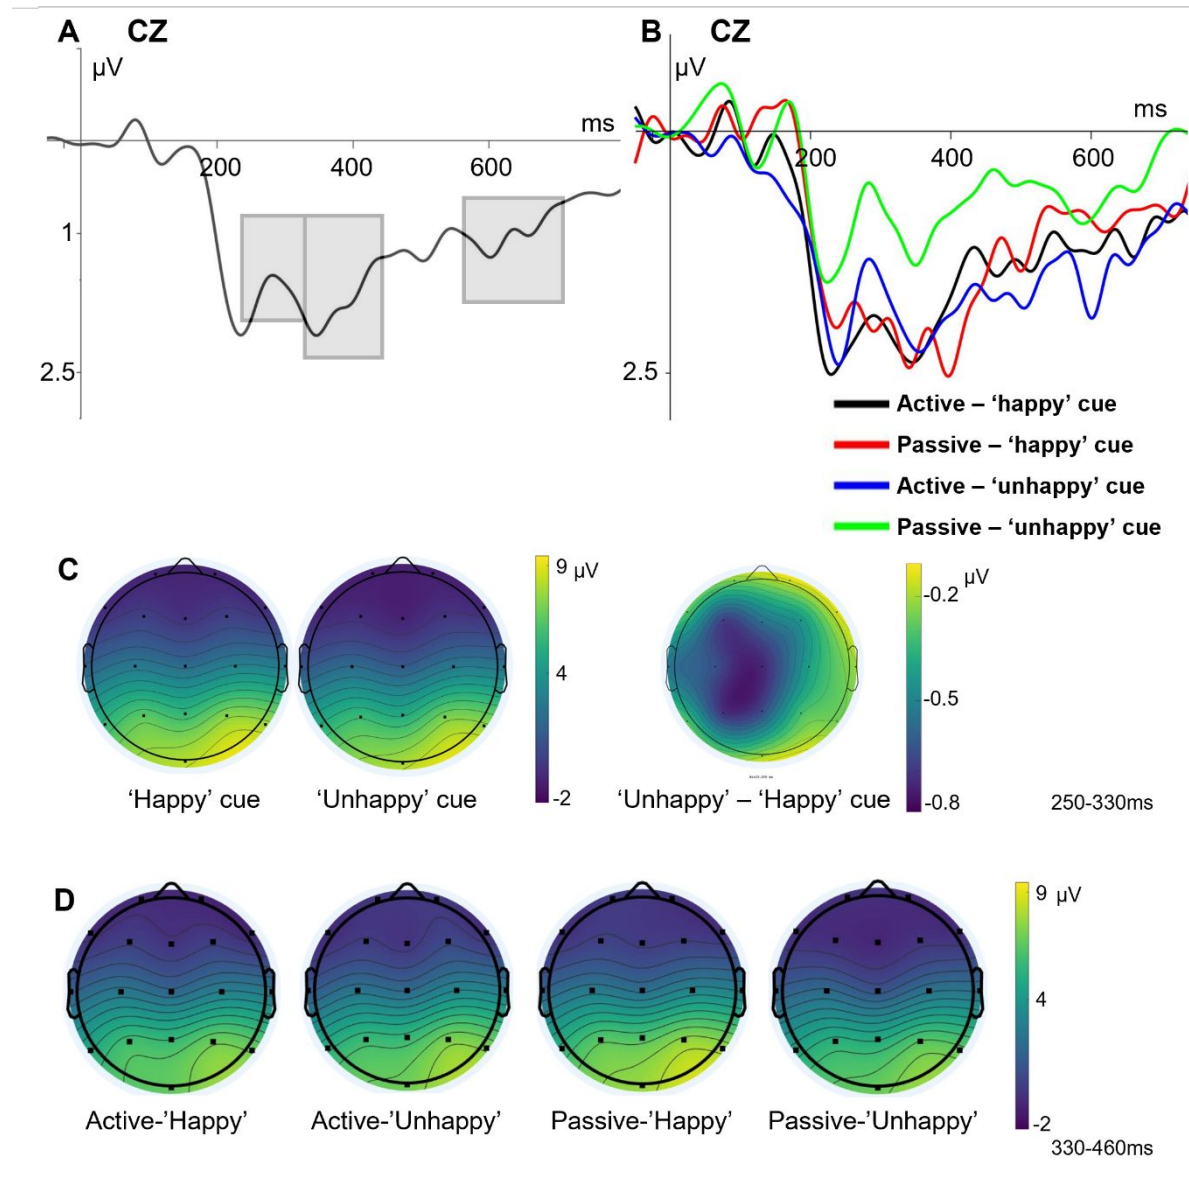 A CZ
µV
ms
200 400 600
1
2.5
B CZ
µV
ms
200 400 600
2.5
Active – ‘happy’ cue
Passive – ‘happy’ cue
Active – ‘unhappy’ cue
Passive – ‘unhappy’ cue
C
9 µV
4
-2
‘Happy’ cue
‘Unhappy’ cue
µV
-0.2
-0.5
-0.8
‘Unhappy’ – ‘Happy’ cue
250-330ms
D
9 µV
4
-2
Active-’Happy’
Active-’Unhappy’
Passive-’Happy’
Passive-’Unhappy’
330-460ms